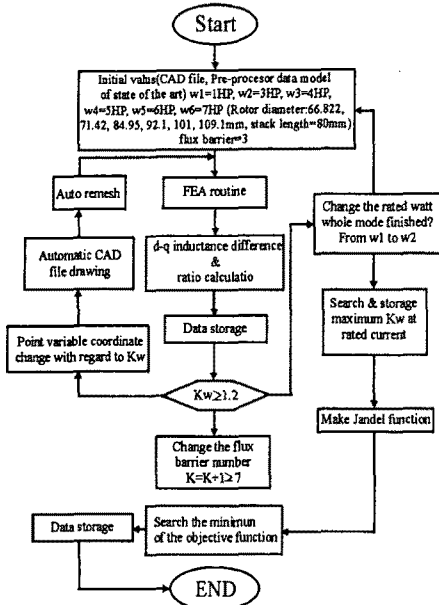 Start
Initial valus(CAD file, Pre-procesor data model
of state of the art) w1=1HP, w2=3HP, w3=4HP,
w4=5HP, w5=6HP, w6=7HP (Rotor diameter:66.822,
71.42, 84.95, 92.1, 101, 109.1mm, stack length=80mm)
flux barrier=3
Auto remesh
FEA routine
Change the rated watt
whole mode finished?
From w1 to w2
Automatic CAD
file drawing
d-q inductance difference
&
ratio calculatio
Search & storage
maximum Kw at
rated current
Data storage
Point variable coordinate
change with regard to Kw
Kw≥1.2
Make Jandel function
Change the flux
barrier number
K=K+1≥7
Data storage
Search the minimun
of the objective function
END